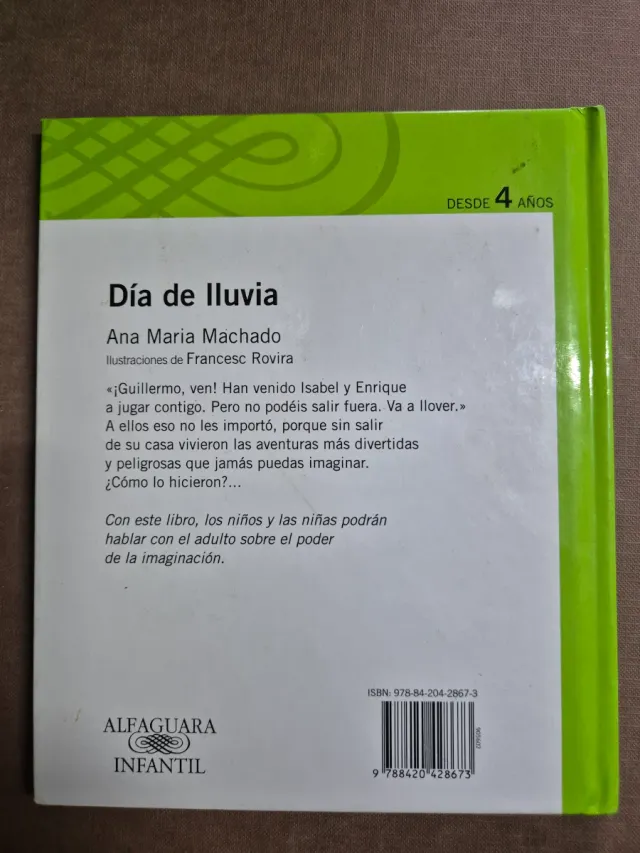 DESDE 4 AÑOS
Día de lluvia
Ana Maria Machado
Ilustraciones de Francesc Rovira
«¡Guillermo, ven! Han venido Isabel y Enrique
a jugar contigo. Pero no podéis salir fuera. Va a llover.»
A ellos eso no les importó, porque sin salir
de su casa vivieron las aventuras más divertidas
y peligrosas que jamás puedas imaginar.
¿Cómo lo hicieron?...
Con este libro, los niños y las niñas podrán
hablar con el adulto sobre el poder
de la imaginación.
ISBN: 978-84-204-2867-3
9 788420 428673
ALFAGUARA
INFANTIL